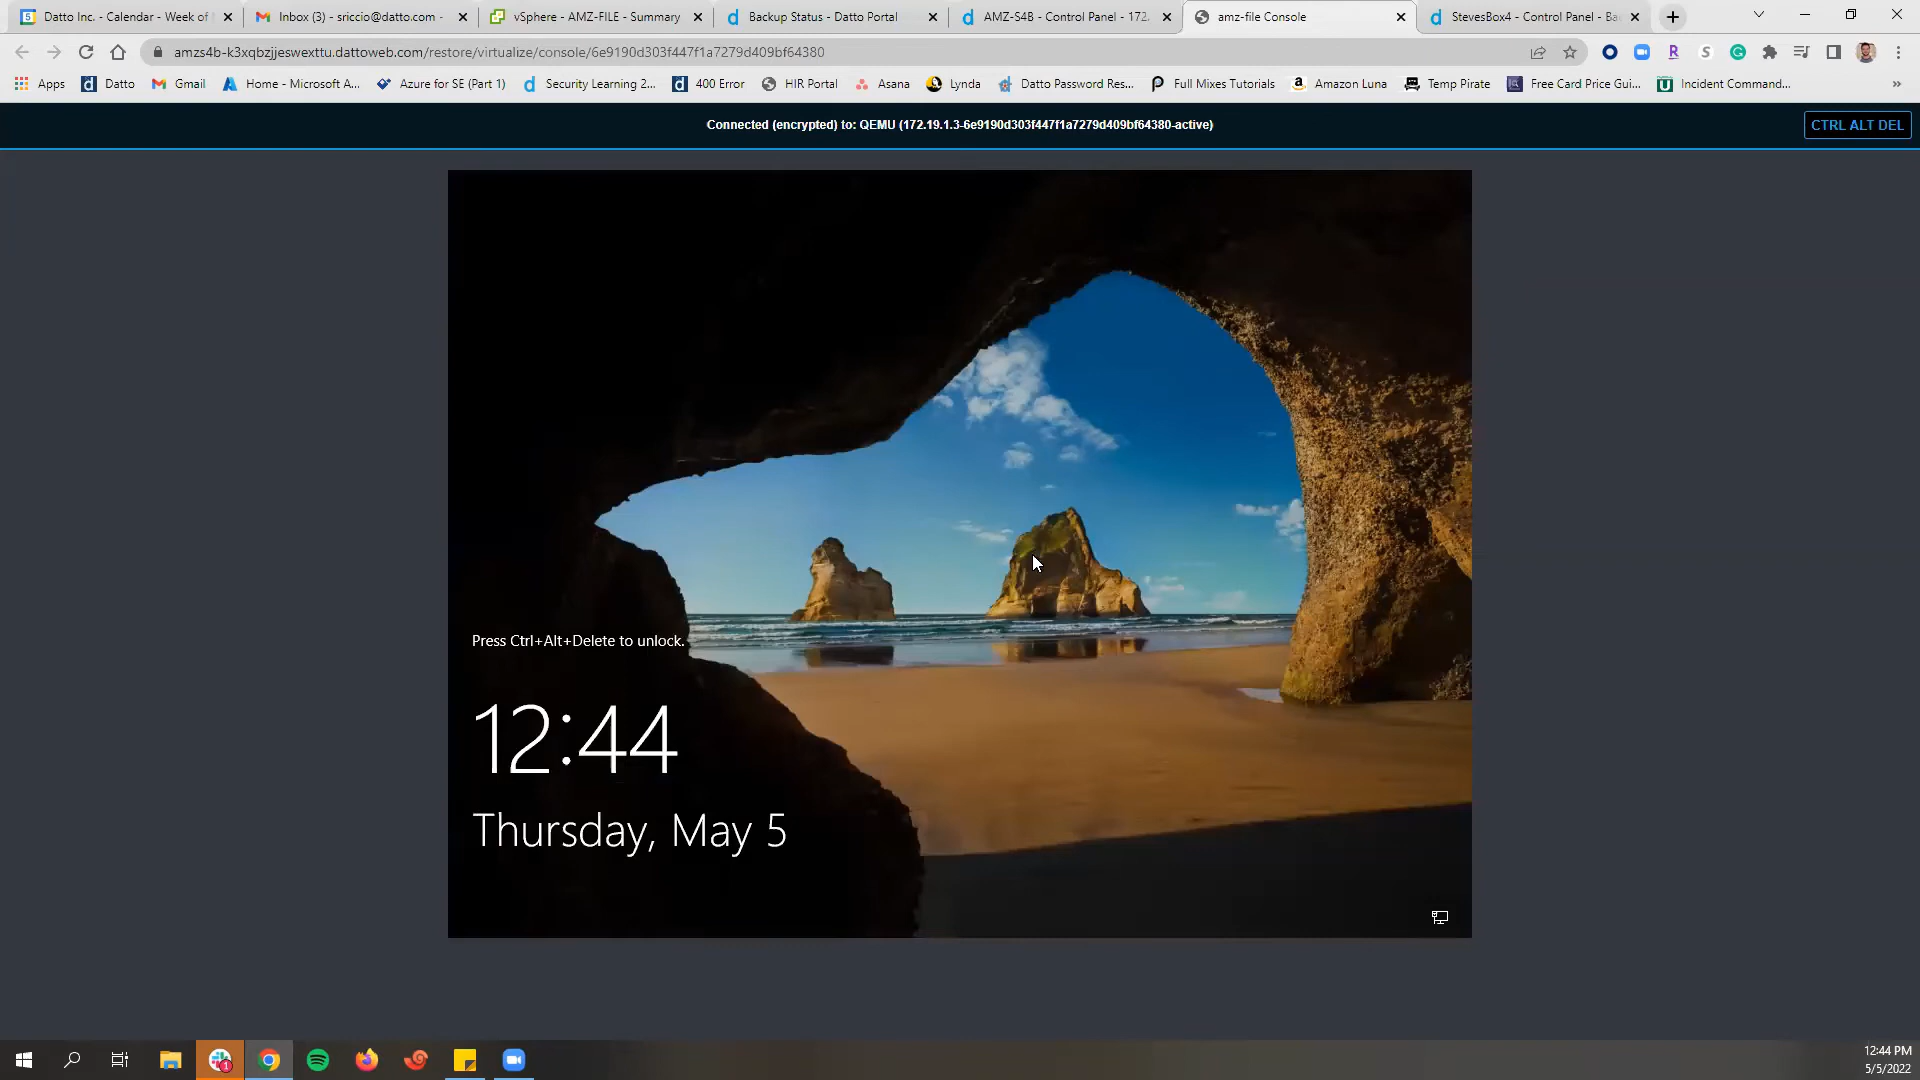 Datto Inc. - Calendar - Week of
Inbox (3) - sriccio@datto.com -
vSphere - AMZ-FILE - Summary
Backup Status - Datto Portal
AMZ-S4B - Control Panel - 172.
amz-file Console
StevesBox4 - Control Panel - Ba
amzs4b-k3xqbzjjeswexttu.dattoweb.com/restore/virtualize/console/6e9190d303f447f1a7279d409bf64380
Apps
Datto
Gmail
Home - Microsoft A...
Azure for SE (Part 1)
Security Learning 2...
400 Error
HIR Portal
Asana
Lynda
Datto Password Res...
Full Mixes Tutorials
Amazon Luna
Temp Pirate
Free Card Price Gui...
Incident Command...
Connected (encrypted) to: QEMU (172.19.1.3-6e9190d303f447f1a7279d409bf64380-active)
CTRL ALT DEL
Press Ctrl+Alt+Delete to unlock.
12:44
Thursday, May 5
12:44 PM
5/5/2022